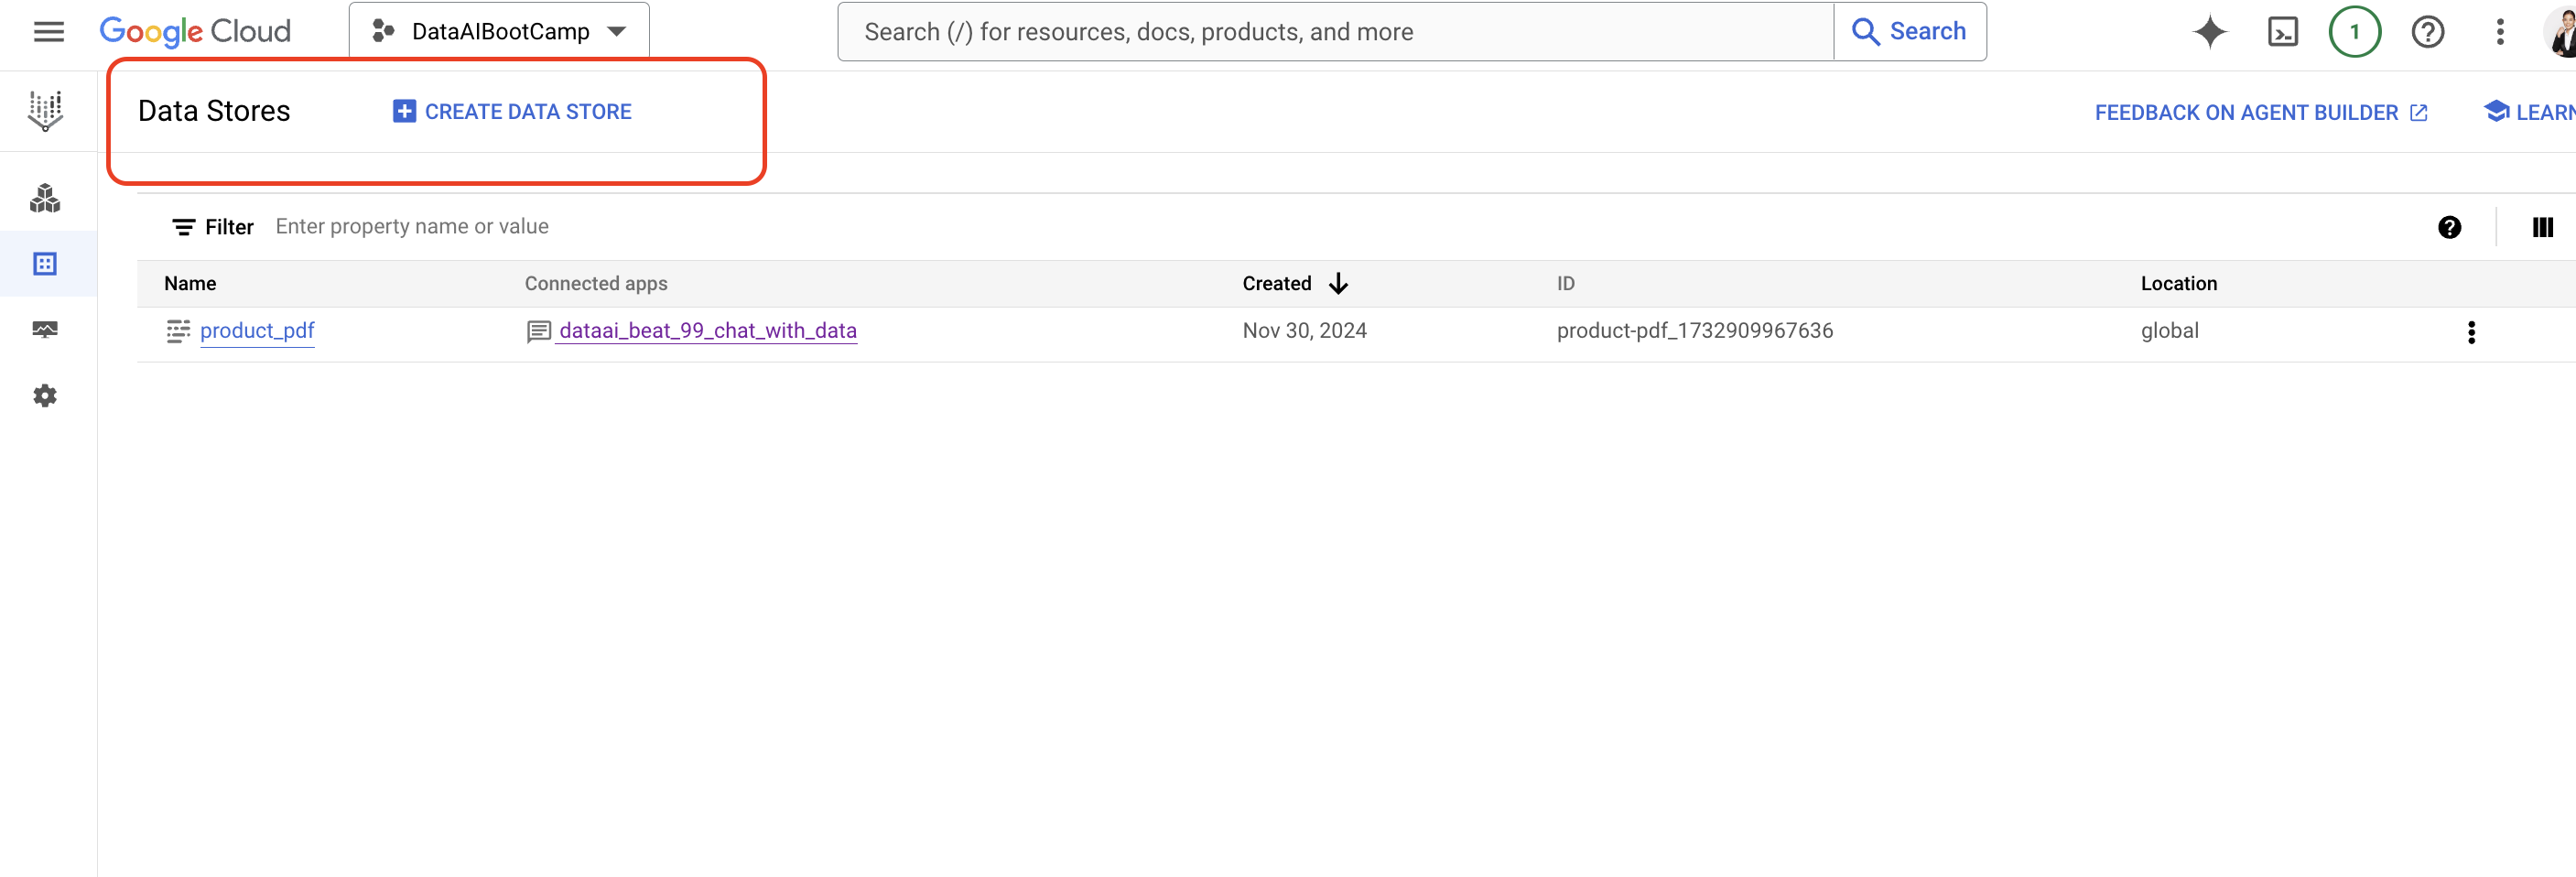 Google Cloud
DataAIBootCamp
Search (/) for resources, docs, products, and more
Search
1
Data Stores
CREATE DATA STORE
FEEDBACK ON AGENT BUILDER
LEARN
Filter Enter property name or value
Name Connected apps Created ID Location
product_pdf dataai_beat_99_chat_with_data Nov 30, 2024 product-pdf_1732909967636 global